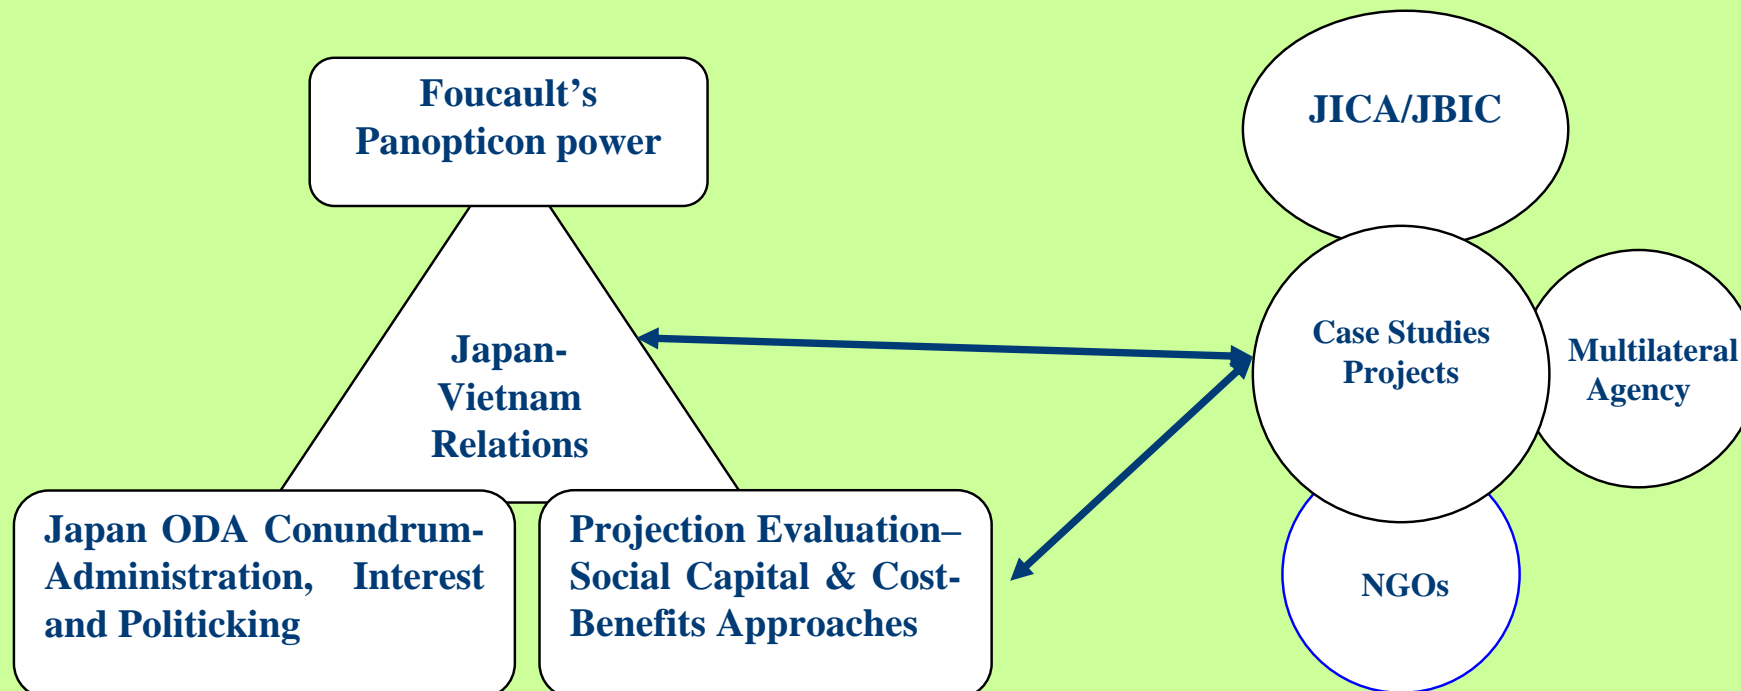 Foucault’s
Panopticon power
JICA/JBIC
Japan-
Vietnam
Relations
Case Studies
Projects
Multilateral
Agency
Japan ODA Conundrum-
Administration, Interest
and Politicking
Projection Evaluation–
Social Capital & Cost-
Benefits Approaches
NGOs